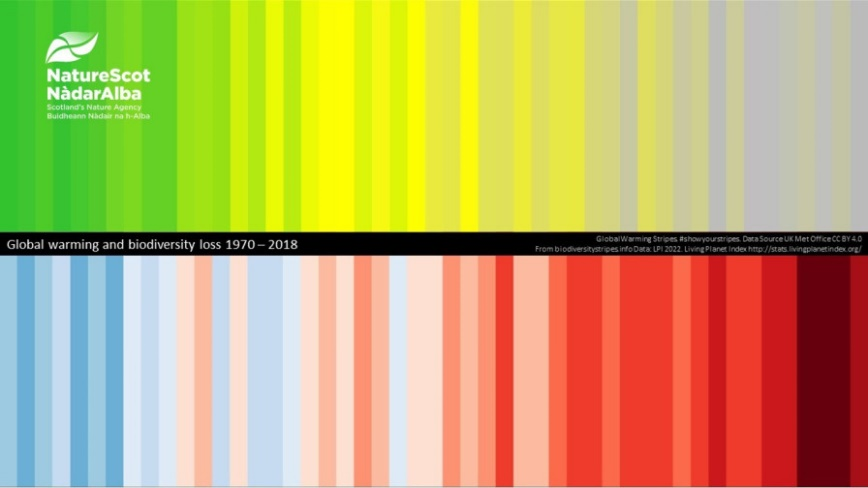 NatureScot
NàdarAlba
Scotland's Nature Agency
Buidheann Nàdair na h-Alba
Global warming and biodiversity loss 1970 – 2018
Global Warming Stripes. #showyourstripes. Data Source UK Met Office CC BY 4.0
From biodiversitystripes.info Data: LPI 2022. Living Planet Index http://stats.livingplanetindex.org/